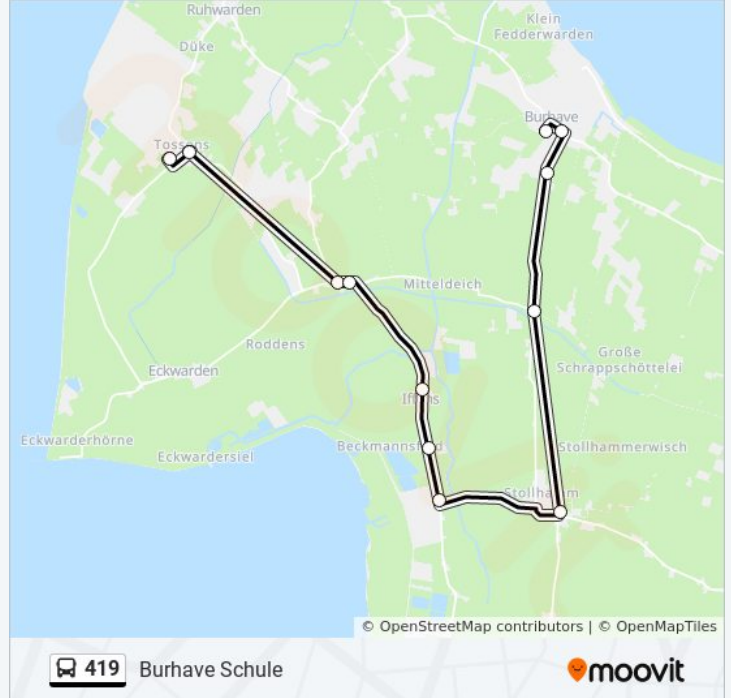 Ruhwarden
Klein
Fedderwarden
Düke
Burhave
Tossens
Mitteldeich
Roddens
Große
Schrappschöttelei
Eckwarden
Iffens
Eckwarderhörne
Eckwardersiel
Beckmannsfeld
Stollhammerwisch
Stollhamm
© OpenStreetMap contributors | © OpenMapTiles
419 Burhave Schule
moovit